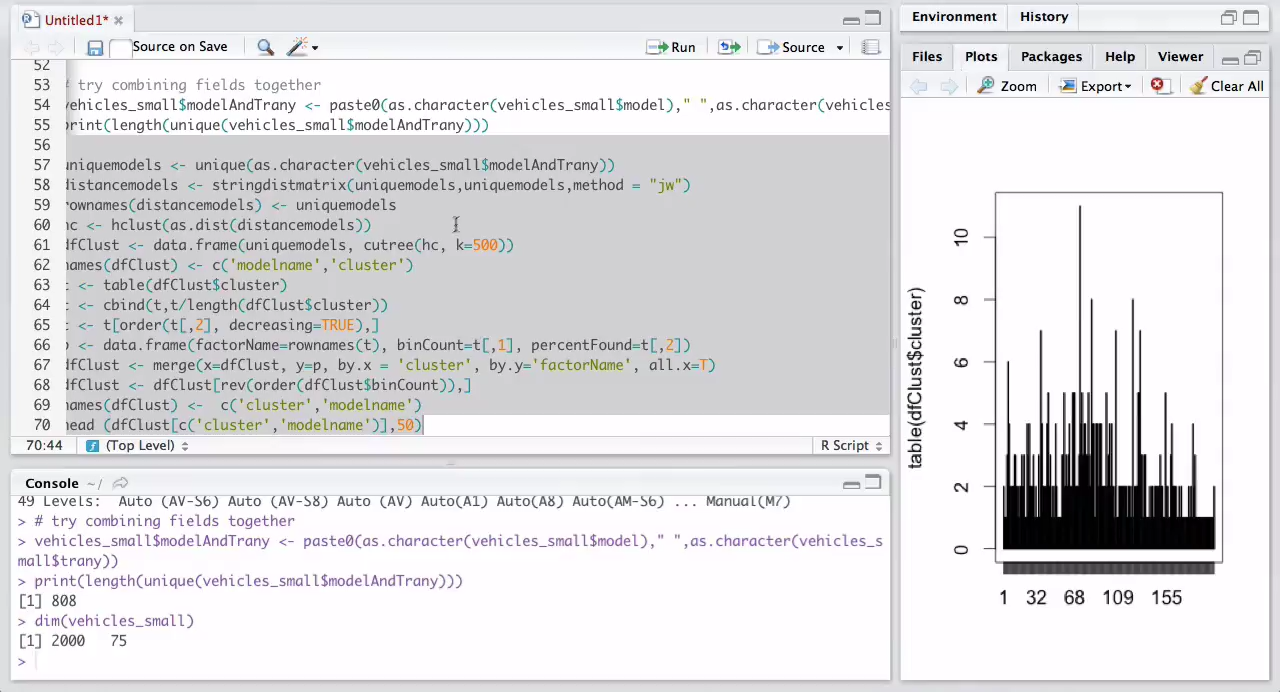 Untitled1*
Source on Save
Run
Source
52
53 # try combining fields together
54 vehicles_small$modelAndTrany <- paste0(as.character(vehicles_small$model)," ",as.character(vehicles
55 print(length(unique(vehicles_small$modelAndTrany)))
56
57 uniquemodels <- unique(as.character(vehicles_small$modelAndTrany))
58 distancemodels <- stringdistmatrix(uniquemodels,uniquemodels,method = "jw")
59 rownames(distancemodels) <- uniquemodels
60 hc <- hclust(as.dist(distancemodels))
61 dfClust <- data.frame(uniquemodels, cutree(hc, k=500))
62 names(dfClust) <- c('modelname','cluster')
63 t <- table(dfClust$cluster)
64 t <- cbind(t,t/length(dfClust$cluster))
65 t <- t[order(t[,2], decreasing=TRUE),]
66 p <- data.frame(factorName=rownames(t), binCount=t[,1], percentFound=t[,2])
67 dfClust <- merge(x=dfClust, y=p, by.x = 'cluster', by.y='factorName', all.x=T)
68 dfClust <- dfClust[rev(order(dfClust$binCount)),]
69 names(dfClust) <-  c('cluster','modelname')
70 head (dfClust[c('cluster','modelname')],50)
70:44 (Top Level) R Script
Console ~/
49 Levels:  Auto (AV-S6) Auto (AV-S8) Auto (AV) Auto(A1) Auto(A8) Auto(AM-S6) ... Manual(M7)
> # try combining fields together
> vehicles_small$modelAndTrany <- paste0(as.character(vehicles_small$model)," ",as.character(vehicles_s
mall$trany))
> print(length(unique(vehicles_small$modelAndTrany)))
[1] 808
> dim(vehicles_small)
[1] 2000   75
>
Environment History
Files Plots Packages Help Viewer
Zoom Export Clear All
table(dfClust$cluster)
10
8
6
4
2
0
1 32 68 109 155